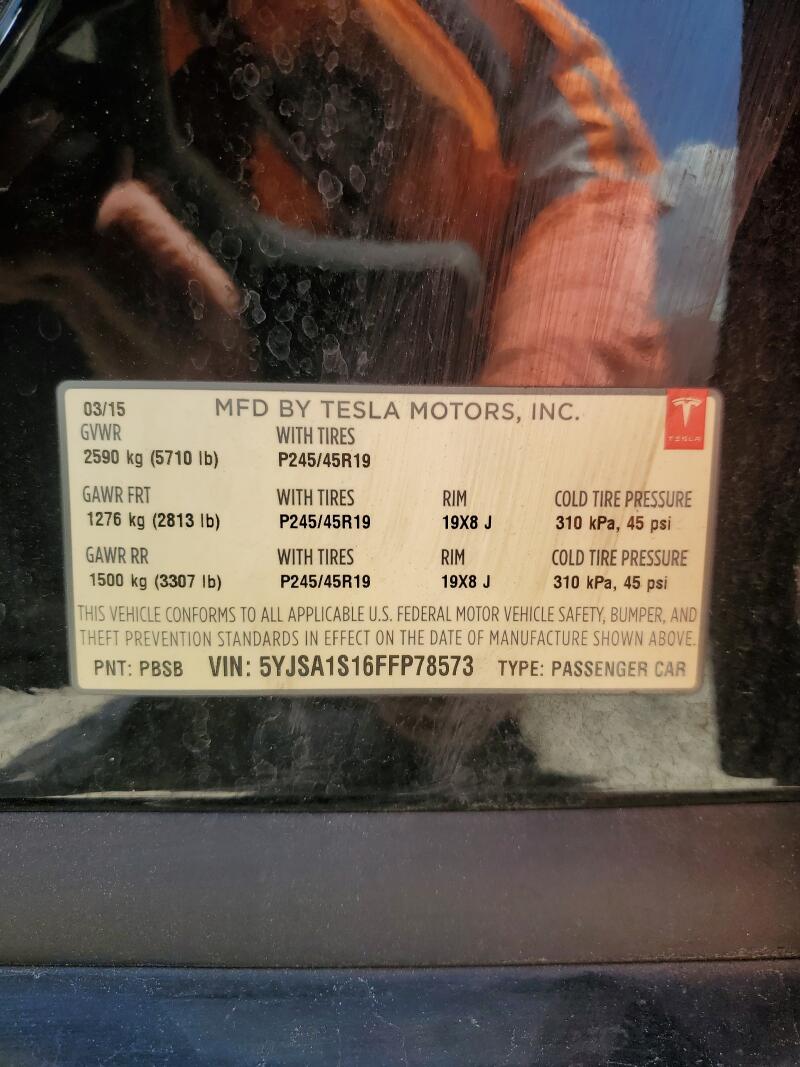 03/15 MFD BY TESLA MOTORS, INC.
TESLA
GVWR WITH TIRES
2590 kg (5710 lb) P245/45R19
GAWR FRT WITH TIRES RIM COLD TIRE PRESSURE
1276 kg (2813 lb) P245/45R19 19X8 J 310 kPa, 45 psi
GAWR RR WITH TIRES RIM COLD TIRE PRESSURE
1500 kg (3307 lb) P245/45R19 19X8 J 310 kPa, 45 psi
THIS VEHICLE CONFORMS TO ALL APPLICABLE U.S. FEDERAL MOTOR VEHICLE SAFETY, BUMPER, AND
THEFT PREVENTION STANDARDS IN EFFECT ON THE DATE OF MANUFACTURE SHOWN ABOVE.
PNT: PBSB VIN: 5YJSA1S16FFP78573 TYPE: PASSENGER CAR